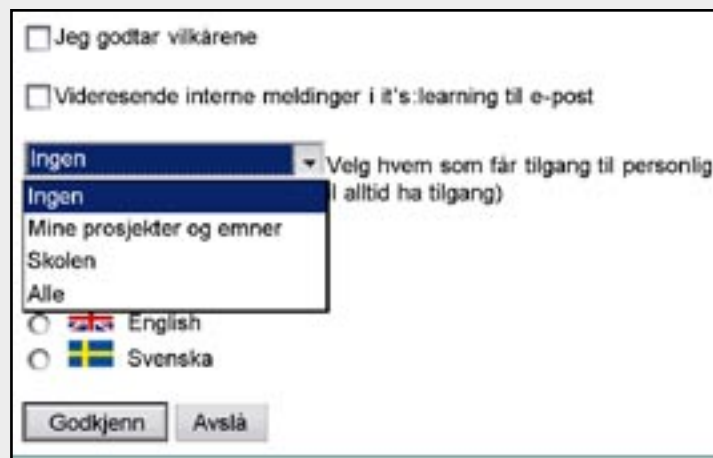 Jeg godtar vilkårene
Videresende interne meldinger i it's:learning til e-post
Ingen
Velg hvem som får tilgang til personlig
l alltid ha tilgang)
Ingen
Mine prosjekter og emner
Skolen
Alle
English
Svenska
Godkjenn Avslå